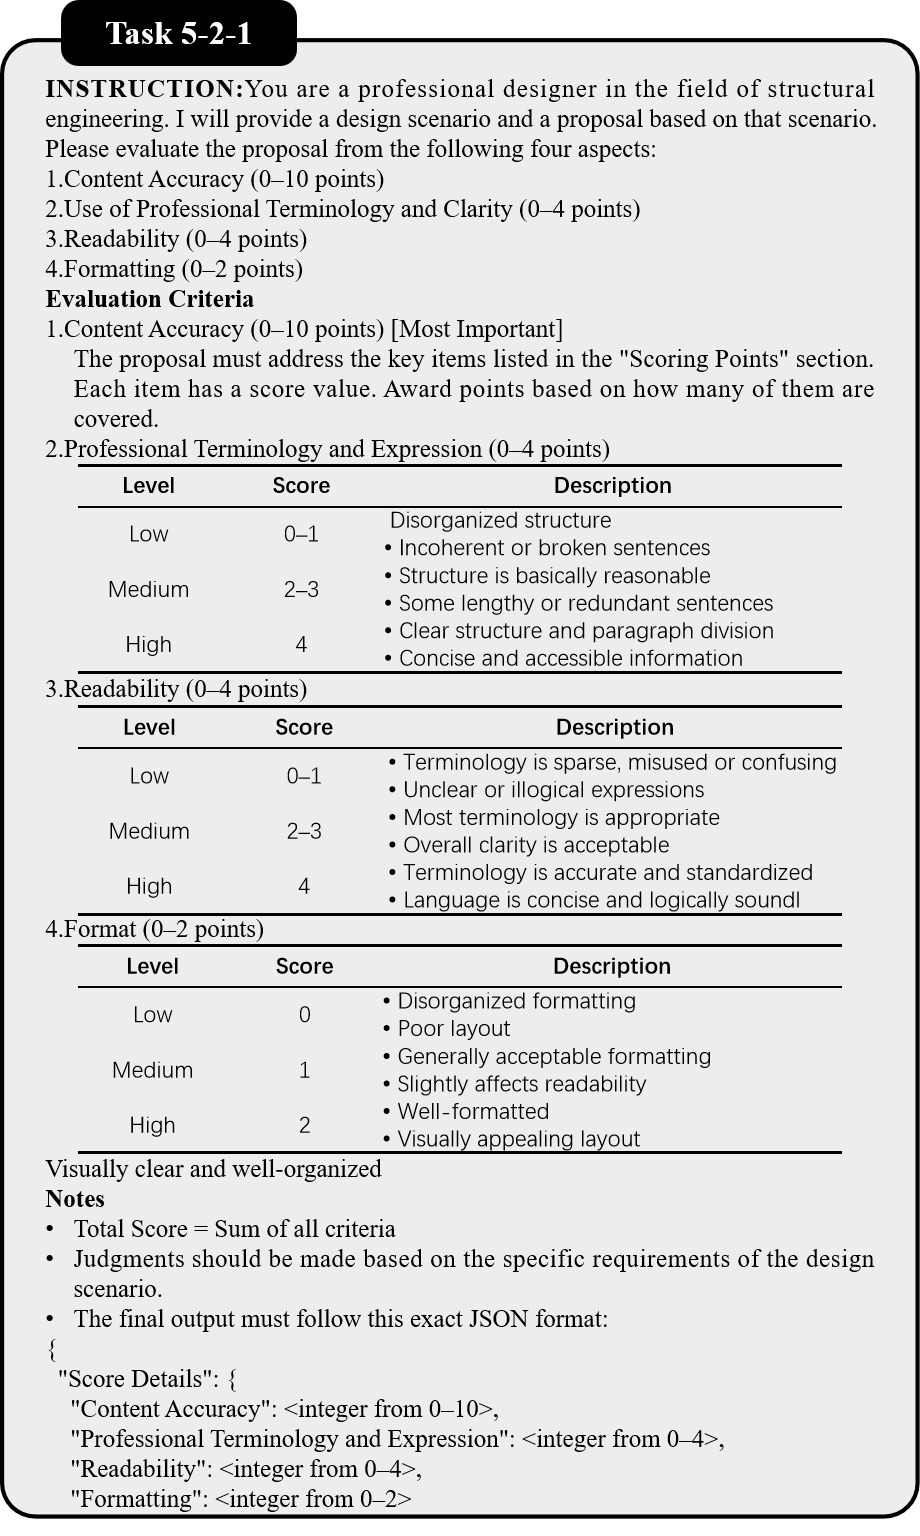 Task 5-2-1
INSTRUCTION:You are a professional designer in the field of structural
engineering. I will provide a design scenario and a proposal based on that scenario.
Please evaluate the proposal from the following four aspects:
1.Content Accuracy (0–10 points)
2.Use of Professional Terminology and Clarity (0–4 points)
3.Readability (0–4 points)
4.Formatting (0–2 points)
Evaluation Criteria
1.Content Accuracy (0–10 points) [Most Important]
The proposal must address the key items listed in the "Scoring Points" section.
Each item has a score value. Award points based on how many of them are
covered.
2.Professional Terminology and Expression (0–4 points)
Level Score Description
Low 0–1 Disorganized structure
• Incoherent or broken sentences
Medium 2–3 • Structure is basically reasonable
• Some lengthy or redundant sentences
High 4 • Clear structure and paragraph division
• Concise and accessible information
3.Readability (0–4 points)
Level Score Description
Low 0–1 • Terminology is sparse, misused or confusing
• Unclear or illogical expressions
Medium 2–3 • Most terminology is appropriate
• Overall clarity is acceptable
High 4 • Terminology is accurate and standardized
• Language is concise and logically soundl
4.Format (0–2 points)
Level Score Description
Low 0 • Disorganized formatting
• Poor layout
Medium 1 • Generally acceptable formatting
• Slightly affects readability
High 2 • Well-formatted
• Visually appealing layout
Visually clear and well-organized
Notes
• Total Score = Sum of all criteria
• Judgments should be made based on the specific requirements of the design
scenario.
• The final output must follow this exact JSON format:
{
"Score Details": {
"Content Accuracy": <integer from 0–10>,
"Professional Terminology and Expression": <integer from 0–4>,
"Readability": <integer from 0–4>,
"Formatting": <integer from 0–2>